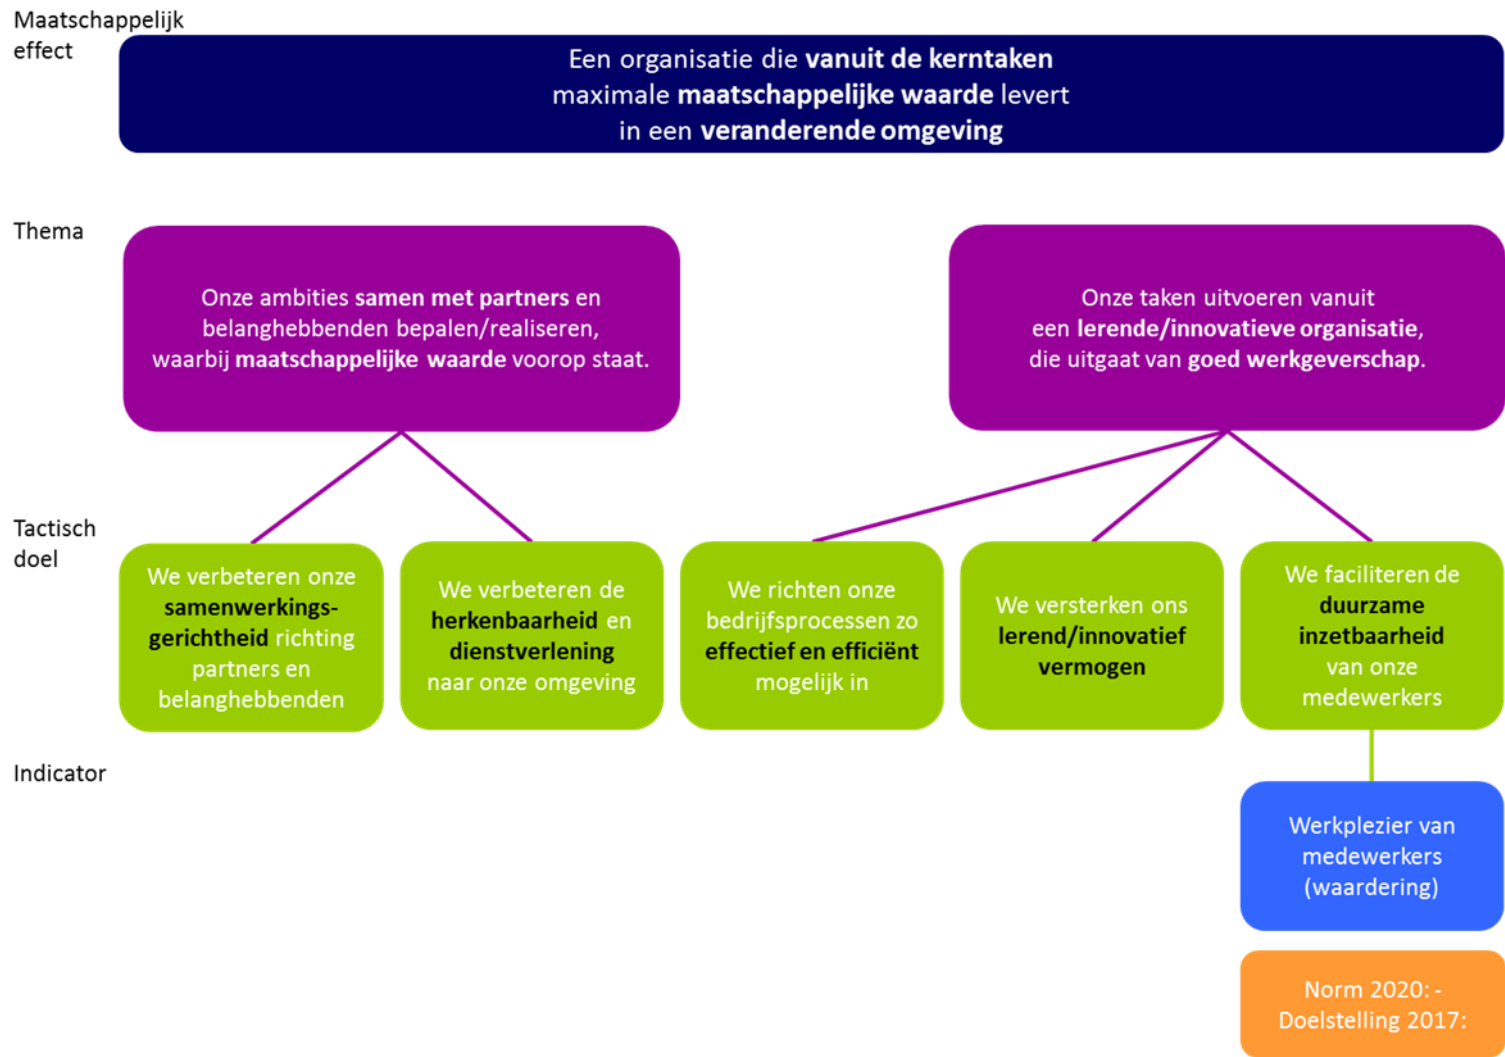 Maatschappelijk
effect
Een organisatie die vanuit de kerntaken
maximale maatschappelijke waarde levert
in een veranderende omgeving
Thema
Onze ambities samen met partners en
belanghebbenden bepalen/realiseren,
waarbij maatschappelijke waarde voorop staat.
Onze taken uitvoeren vanuit
een lerende/innovatieve organisatie,
die uitgaat van goed werkgeverschap.
Tactisch
doel
We verbeteren onze
samenwerkings-
gerichtheid richting
partners en
belanghebbenden
We verbeteren de
herkenbaarheid en
dienstverlening
naar onze omgeving
We richten onze
bedrijfsprocessen zo
effectief en efficiënt
mogelijk in
We versterken ons
lerend/innovatief
vermogen
We faciliteren de
duurzame
inzetbaarheid
van onze
medewerkers
Indicator
Werkplezier van
medewerkers
(waardering)
Norm 2020: -
Doelstelling 2017: